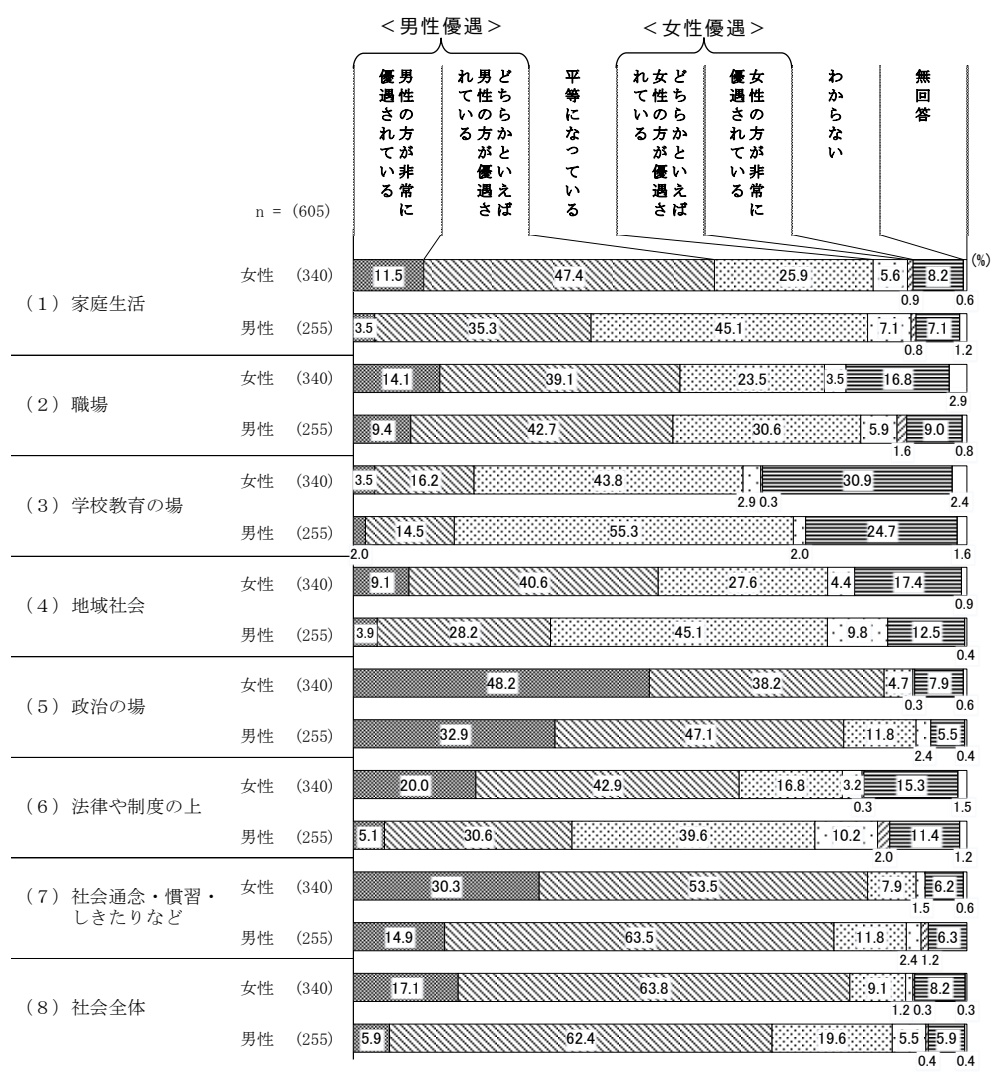 ＜男性優遇＞
＜女性優遇＞
男性の方が非常に
優遇されている
どちらかといえば
男性の方が優遇さ
れている
平等になっている
どちらかといえば
女性の方が優遇さ
れている
女性の方が非常に
優遇されている
わからない
無回答
n = (605)
(%)
（１）家庭生活
女性 (340) 11.5 47.4 25.9 5.6 0.9 8.2 0.6
男性 (255) 3.5 35.3 45.1 7.1 0.8 7.1 1.2
（２）職場
女性 (340) 14.1 39.1 23.5 3.5 16.8 2.9
男性 (255) 9.4 42.7 30.6 5.9 1.6 9.0 0.8
（３）学校教育の場
女性 (340) 3.5 16.2 43.8 2.9 0.3 30.9 2.4
男性 (255) 2.0 14.5 55.3 2.0 24.7 1.6
（４）地域社会
女性 (340) 9.1 40.6 27.6 4.4 17.4 0.9
男性 (255) 3.9 28.2 45.1 9.8 12.5 0.4
（５）政治の場
女性 (340) 48.2 38.2 4.7 0.3 7.9 0.6
男性 (255) 32.9 47.1 11.8 2.4 5.5 0.4
（６）法律や制度の上
女性 (340) 20.0 42.9 16.8 3.2 0.3 15.3 1.5
男性 (255) 5.1 30.6 39.6 10.2 2.0 11.4 1.2
（７）社会通念・慣習・
しきたりなど
女性 (340) 30.3 53.5 7.9 1.5 6.2 0.6
男性 (255) 14.9 63.5 11.8 2.4 1.2 6.3
（８）社会全体
女性 (340) 17.1 63.8 9.1 1.2 0.3 8.2 0.3
男性 (255) 5.9 62.4 19.6 5.5 0.4 5.9 0.4